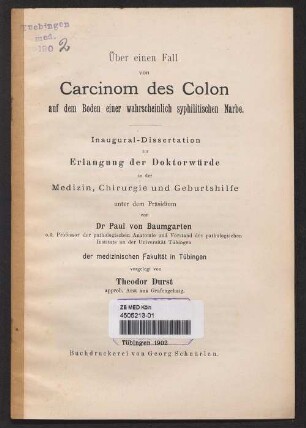 Tübingen
med.
190 2
Über einen Fall
von
Carcinom des Colon
auf dem Boden einer wahrscheinlich syphilitischen Narbe.
Inaugural-Dissertation
zur
Erlangung der Doktorwürde
in der
Medizin, Chirurgie und Geburtshilfe
unter dem Präsidium
von
Dr Paul von Baumgarten
o.ö. Professor der pathologischen Anatomie und Vorstand des pathologischen
Instituts an der Universität Tübingen
der medizinischen Fakultät in Tübingen
vorgelegt von
Theodor Durst
approb. Arzt aus
ZB MED Köln
4505213-01
Tübingen 1902
Buchdruckerei von Georg Schnürlen.